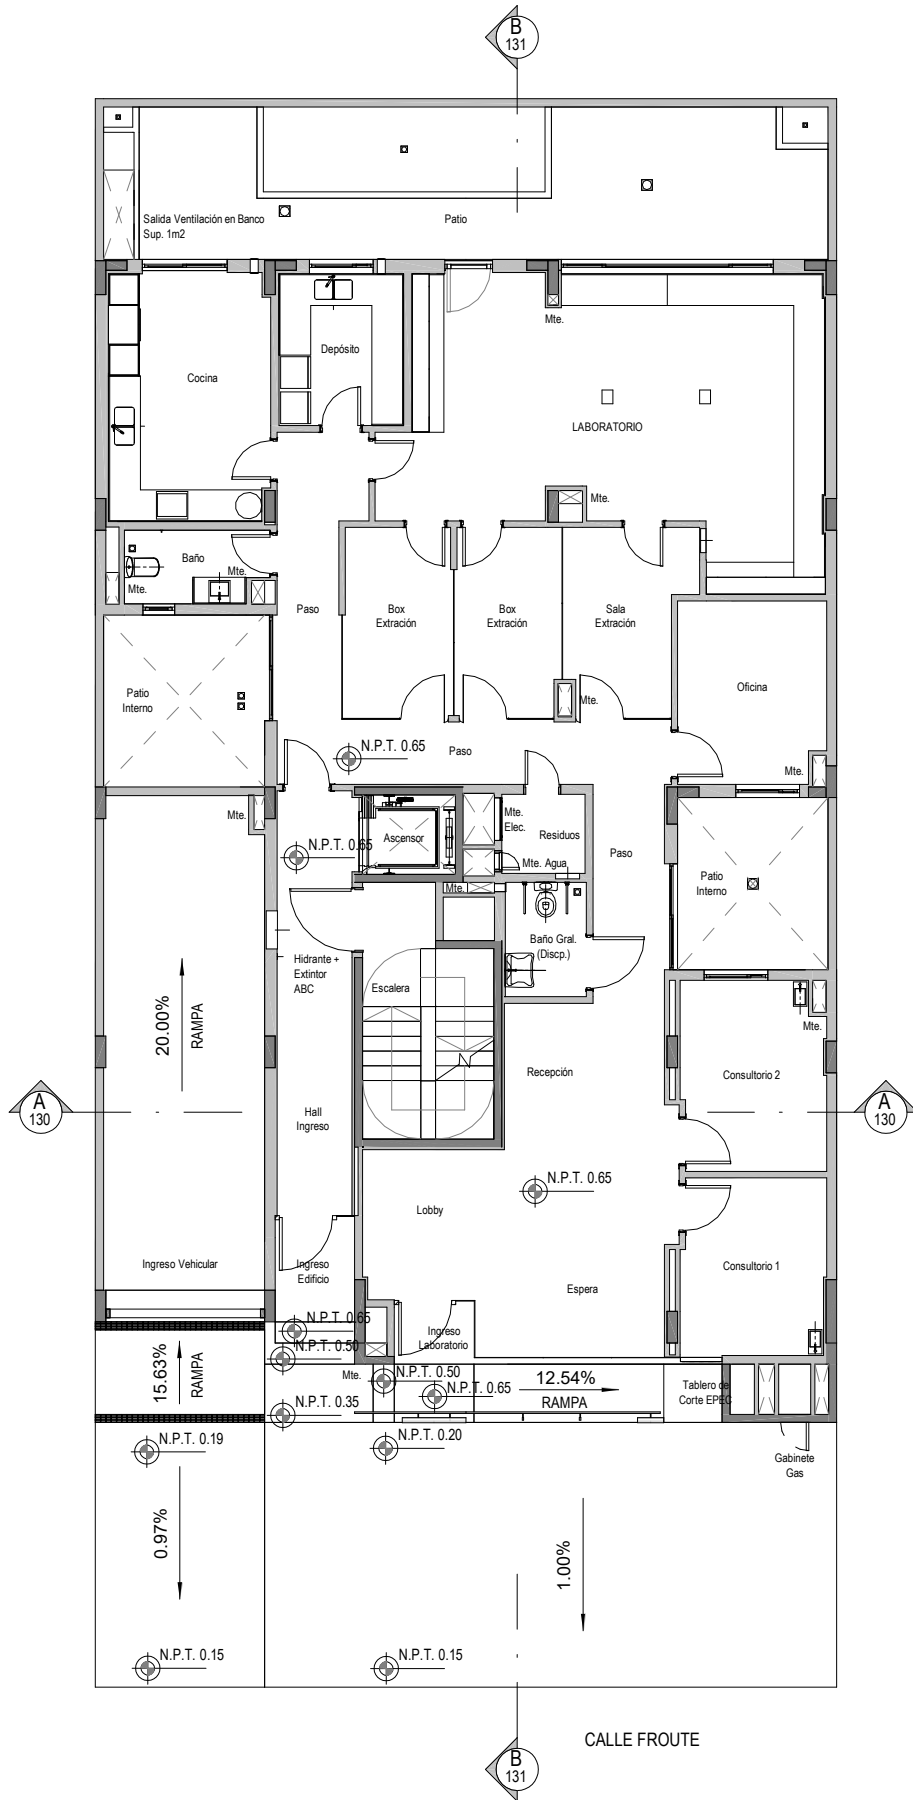 B
131
Salida Ventilación en Banco
Sup. 1m2
Patio
Mte.
Depósito
Cocina
LABORATORIO
Mte.
Baño
Mte.
Mte.
Paso
Box
Extración
Box
Extración
Sala
Extración
Oficina
Patio
Interno
Mte.
N.P.T. 0.65
Paso
Mte.
Mte.
Mte.
Elec.
Residuos
Ascensor
N.P.T. 0.65
Mte. Agua
Paso
Mte.
Patio
Interno
Baño Gral.
(Discp.)
Hidrante +
Extintor
ABC
Escalera
20.00%
RAMPA
Mte.
Recepción
Consultorio 2
A
130
A
130
Hall
Ingreso
N.P.T. 0.65
Lobby
Ingreso Vehicular
Ingreso
Edificio
Espera
Consultorio 1
N.P.T. 0.65
Ingreso
Laboratorio
N.P.T. 0.50
15.63%
RAMPA
Mte.
N.P.T. 0.50
12.54%
RAMPA
N.P.T. 0.65
Tablero de
Corte EPEC
N.P.T. 0.35
N.P.T. 0.19
N.P.T. 0.20
Gabinete
Gas
0.97%
1.00%
N.P.T. 0.15
N.P.T. 0.15
CALLE FROUTE
B
131